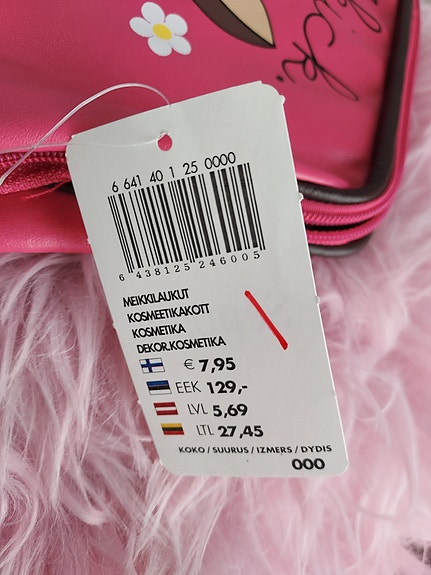 chick.
6 641 40 1 25 0000
6 438125 246005
MEIKKILAUKUT
KOSMEETIKAKOTT
KOSMETIKA
DEKOR.KOSMETIKA
€ 7,95
EEK 129,-
LVL 5,69
LTL 27,45
KOKO / SUURUS / IZMERS / DYDIS
000